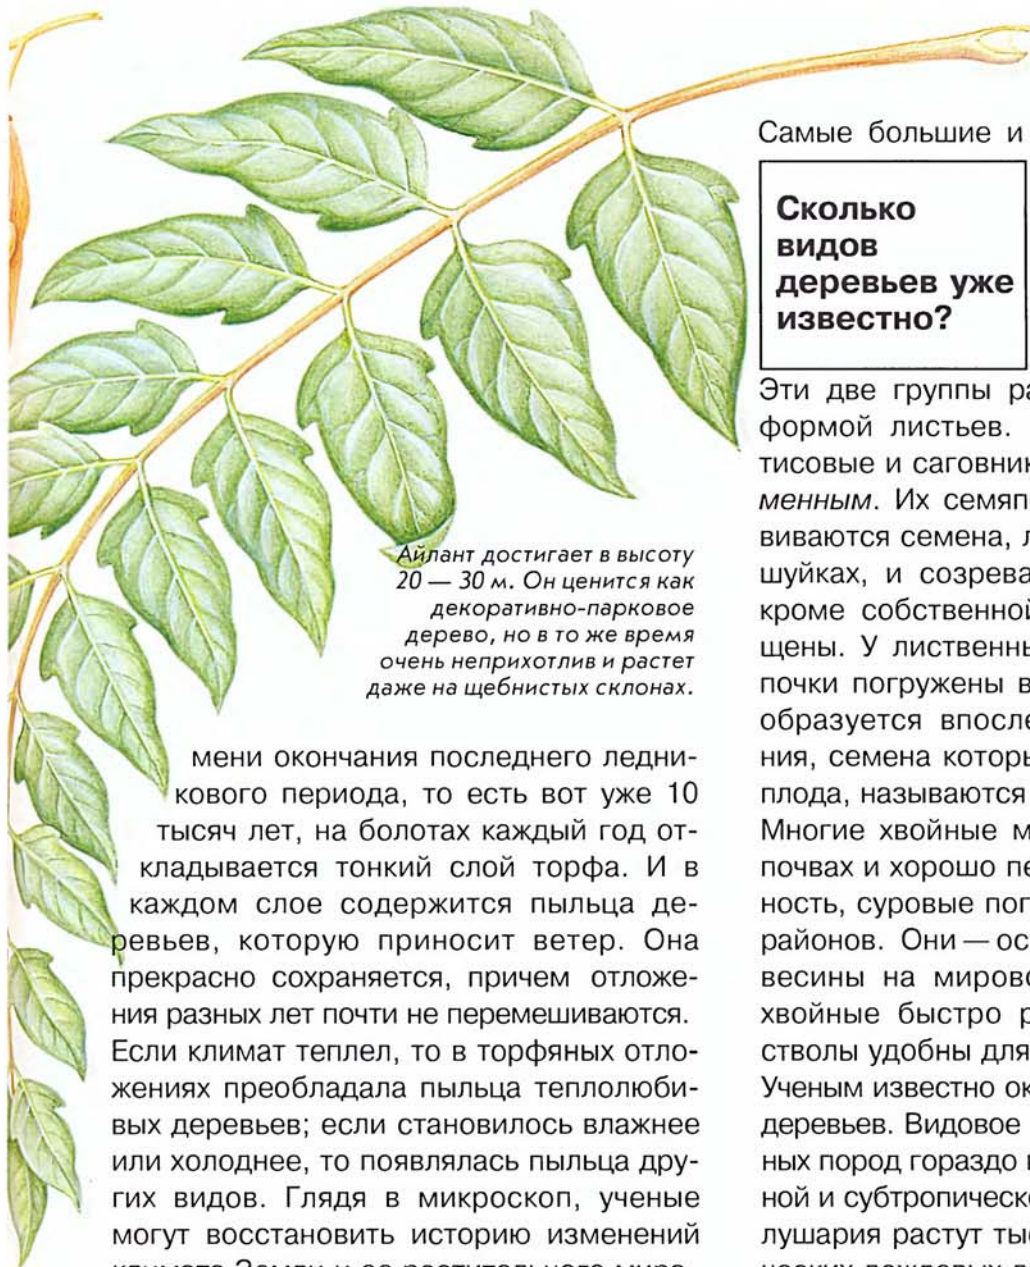 Айлант достигает в высоту
20 — 30 м. Он ценится как
декоративно-парковое
дерево, но в то же время
очень неприхотлив и растет
даже на щебнистых склонах.
мени окончания последнего ледни-
кового периода, то есть вот уже 10
тысяч лет, на болотах каждый год от-
кладывается тонкий слой торфа. И в
каждом слое содержится пыльца де-
ревьев, которую приносит ветер. Она
прекрасно сохраняется, причем отложе-
ния разных лет почти не перемешиваются.
Если климат теплел, то в торфяных отло-
жениях преобладала пыльца теплолюби-
вых деревьев; если становилось влажнее
или холоднее, то появлялась пыльца дру-
гих видов. Глядя в микроскоп, ученые
могут восстановить историю изменений
климата Земли и ее растительного мира.
Самые большие и
Сколько
видов
деревьев уже
известно?
Эти две группы ра
формой листьев.
тисовые и саговник
менным. Их семяп
виваются семена, л
шуйках, и созрева
кроме собственной
щены. У лиственны
почки погружены в
образуется впосле
ния, семена которы
плода, называются
Многие хвойные м
почвах и хорошо пе
ность, суровые пог
районов. Они — ос
весины на мирово
хвойные быстро р
стволы удобны для
Ученым известно ок
деревьев. Видовое
ных пород гораздо
ной и субтропическо
лушария растут тыс
ческих дождевых